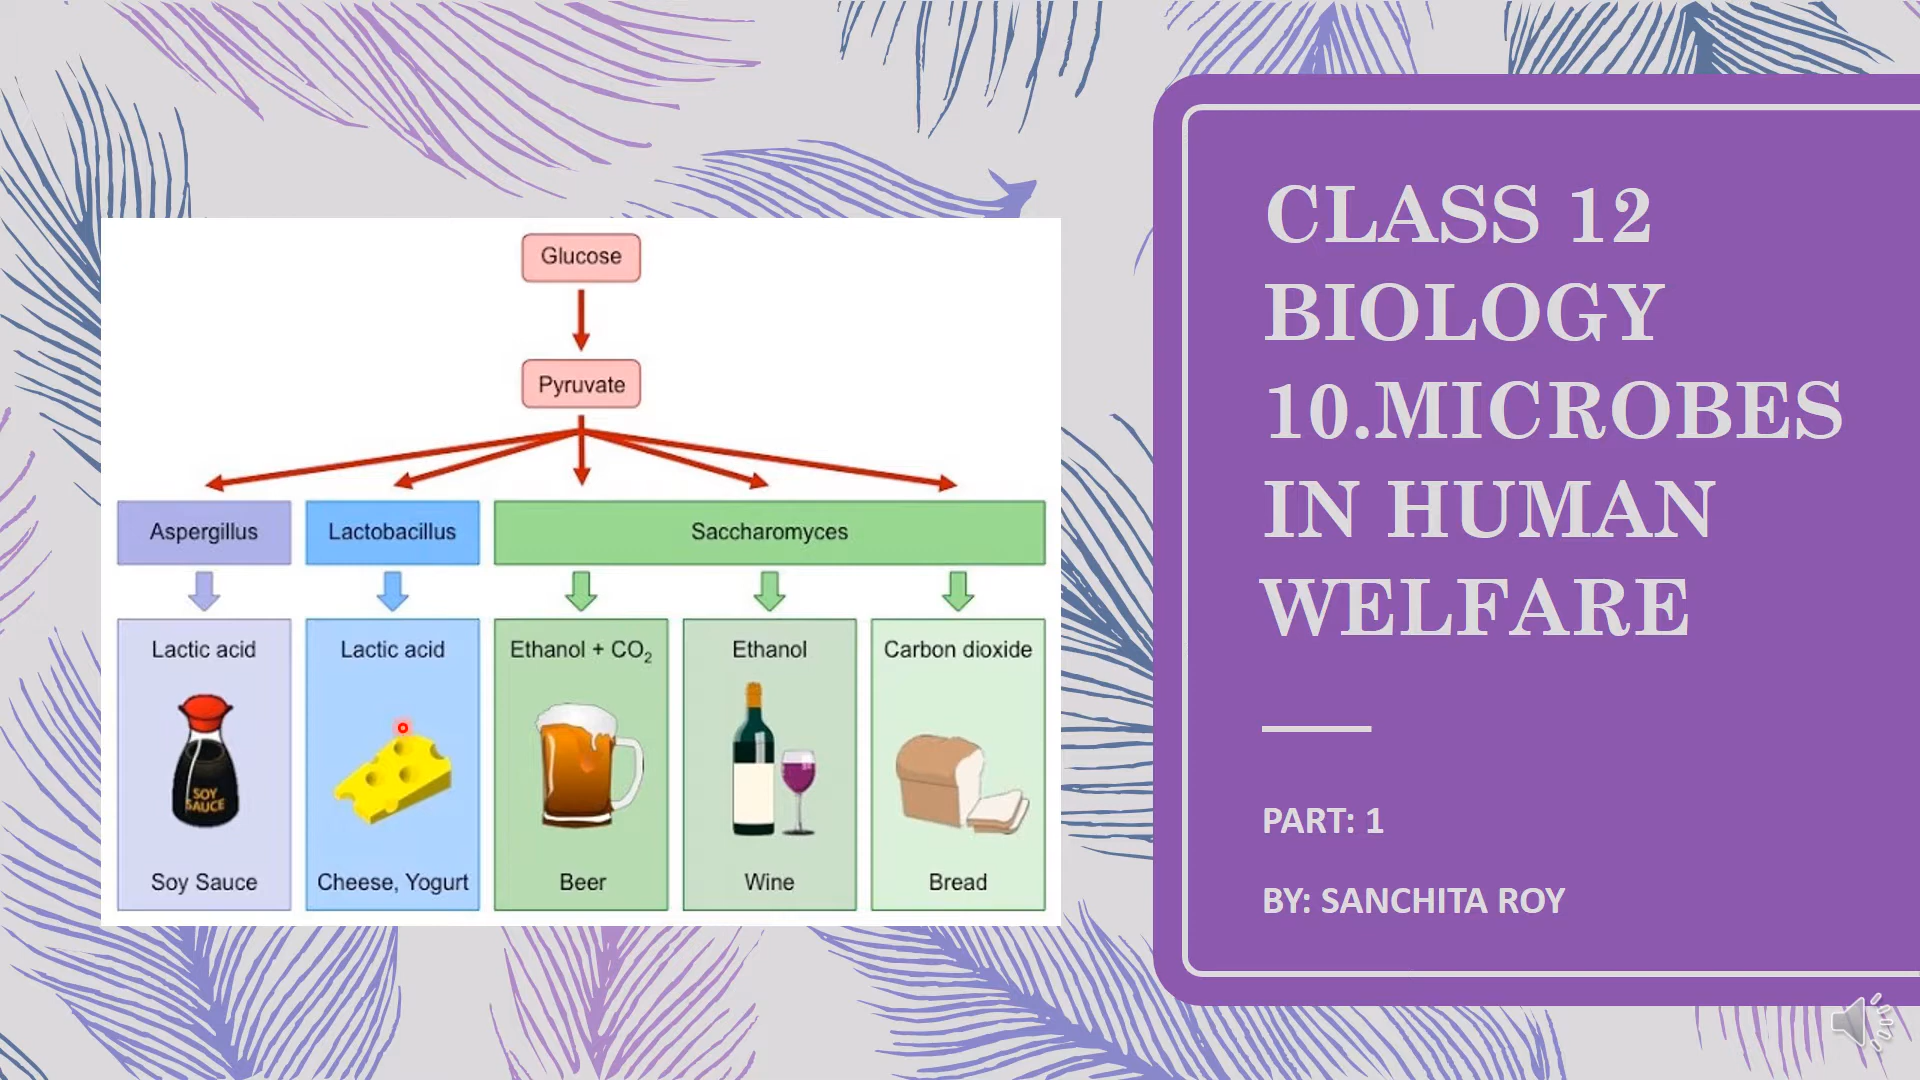 Glucose
Pyruvate
Aspergillus
Lactobacillus
Saccharomyces
Lactic acid
Lactic acid
Ethanol + CO₂
Ethanol
Carbon dioxide
SOY
SAUCE
Soy Sauce
Cheese, Yogurt
Beer
Wine
Bread
CLASS 12
BIOLOGY
10.MICROBES
IN HUMAN
WELFARE
PART: 1
BY: SANCHITA ROY